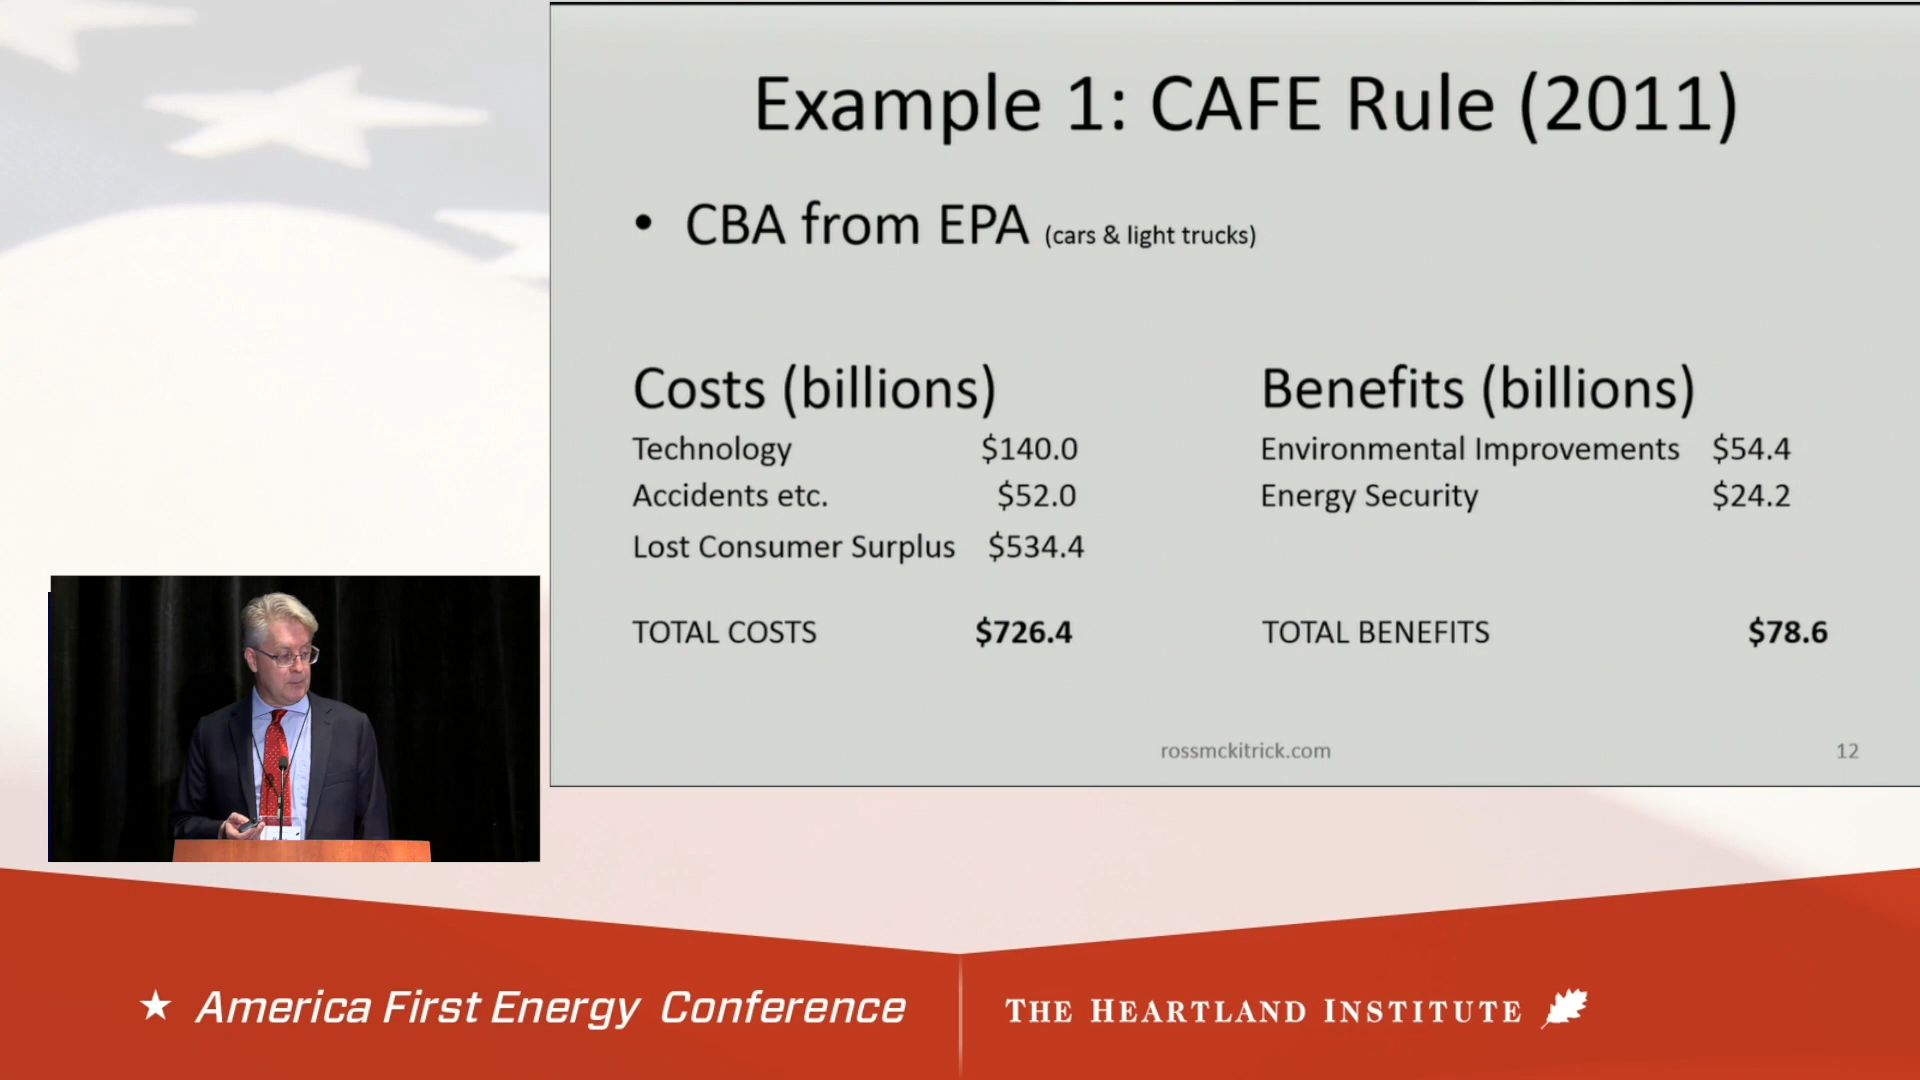 Example 1: CAFE Rule (2011)
• CBA from EPA (cars & light trucks)
Costs (billions)
Technology $140.0
Accidents etc. $52.0
Lost Consumer Surplus $534.4
TOTAL COSTS $726.4
Benefits (billions)
Environmental Improvements $54.4
Energy Security $24.2
TOTAL BENEFITS $78.6
rossmckitrick.com
12
America First Energy Conference
THE HEARTLAND INSTITUTE